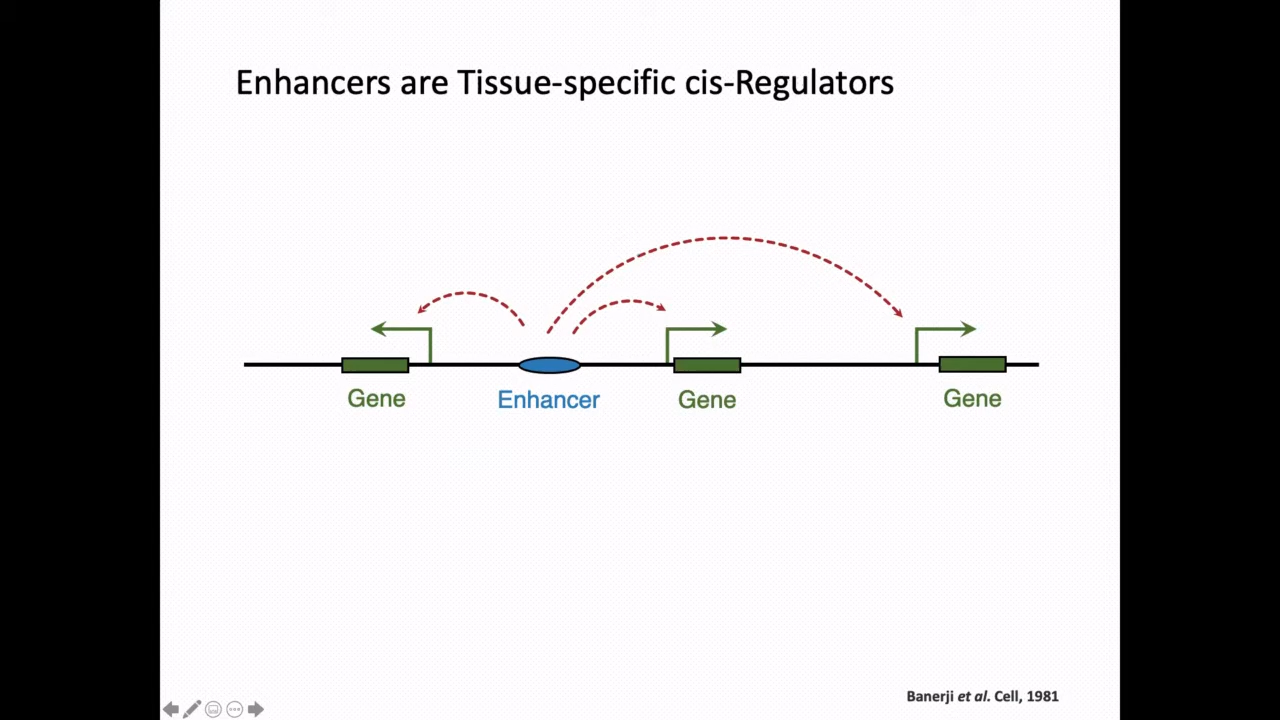 Enhancers are Tissue-specific cis-Regulators
Gene
Enhancer
Gene
Gene
Banerji et al. Cell, 1981